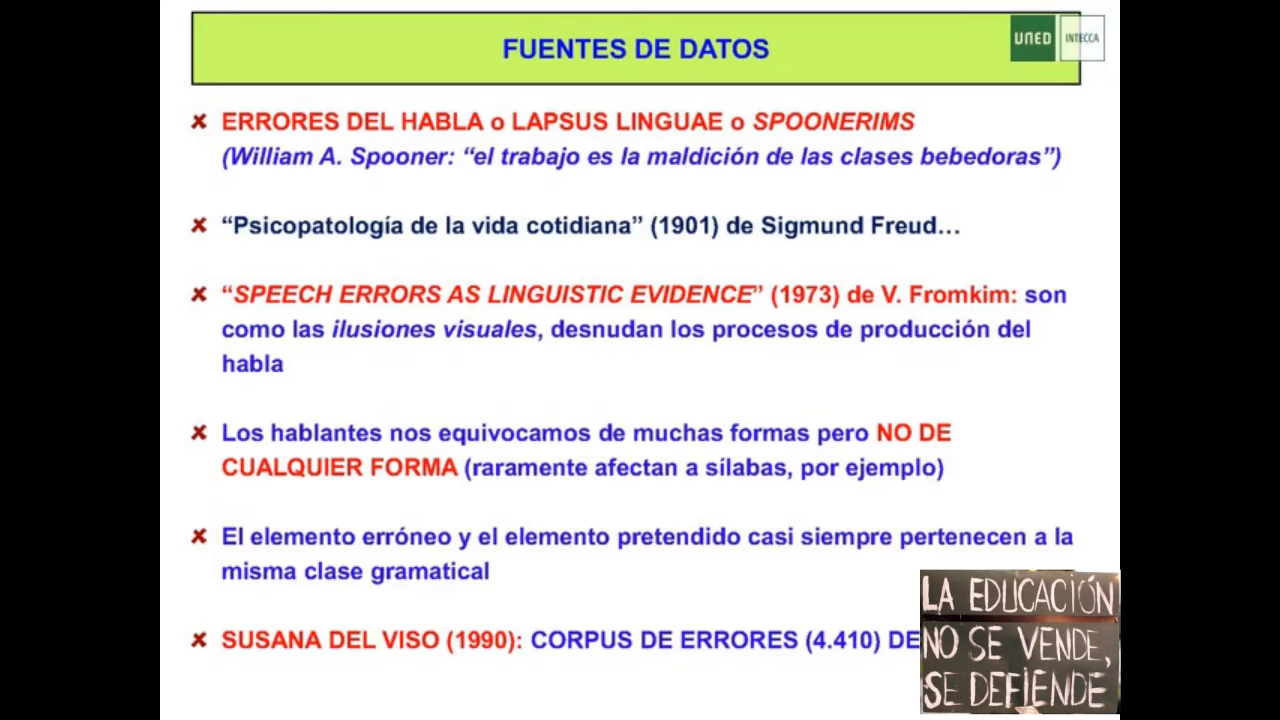 FUENTES DE DATOS
UNED
INTECCA
ERRORES DEL HABLA o LAPSUS LINGUAE o SPOONERIMS
(William A. Spooner: “el trabajo es la maldición de las clases bebedoras”)
“Psicopatología de la vida cotidiana” (1901) de Sigmund Freud…
“SPEECH ERRORS AS LINGUISTIC EVIDENCE” (1973) de V. Fromkim: son
como las ilusiones visuales, desnudan los procesos de producción del
habla
Los hablantes nos equivocamos de muchas formas pero NO DE
CUALQUIER FORMA (raramente afectan a sílabas, por ejemplo)
El elemento erróneo y el elemento pretendido casi siempre pertenecen a la
misma clase gramatical
SUSANA DEL VISO (1990): CORPUS DE ERRORES (4.410) DE
LA EDUCACIÓN
NO SE VENDE,
SE DEFIENDE